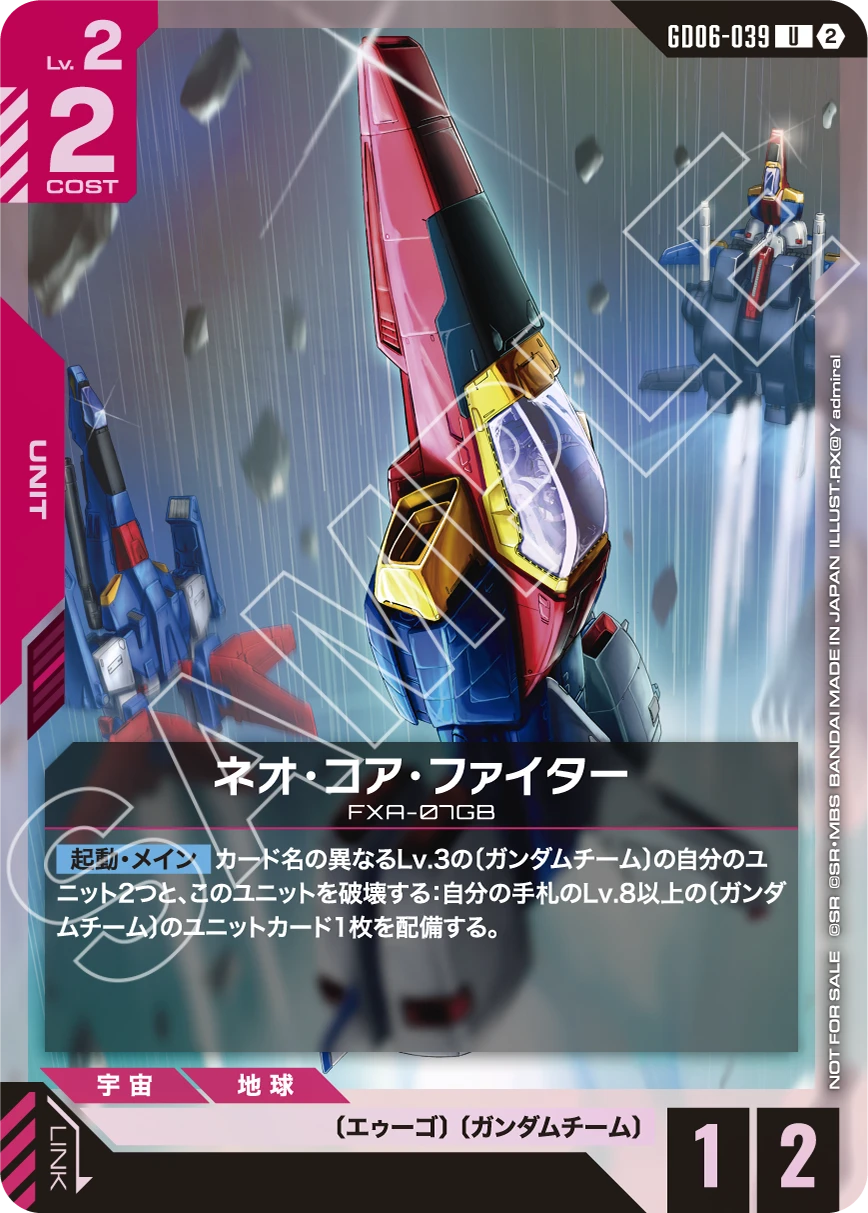 Lv. 2
2
COST
GD06-039 U 2
UNIT
SAMPLE
ネオ・コア・ファイター
FXA-07GB
起動・メイン カード名の異なるLv.3の〔ガンダムチーム〕の自分のユ
ニット2つと、このユニットを破壊する：自分の手札のLv.8以上の〔ガンダ
ムチーム〕のユニットカード1枚を配備する。
宇宙 地球
LINK
〔エゥーゴ〕〔ガンダムチーム〕
1 2
NOT FOR SALE ©SR ©SR・MBS BANDAI MADE IN JAPAN ILLUST.RX@Y admiral